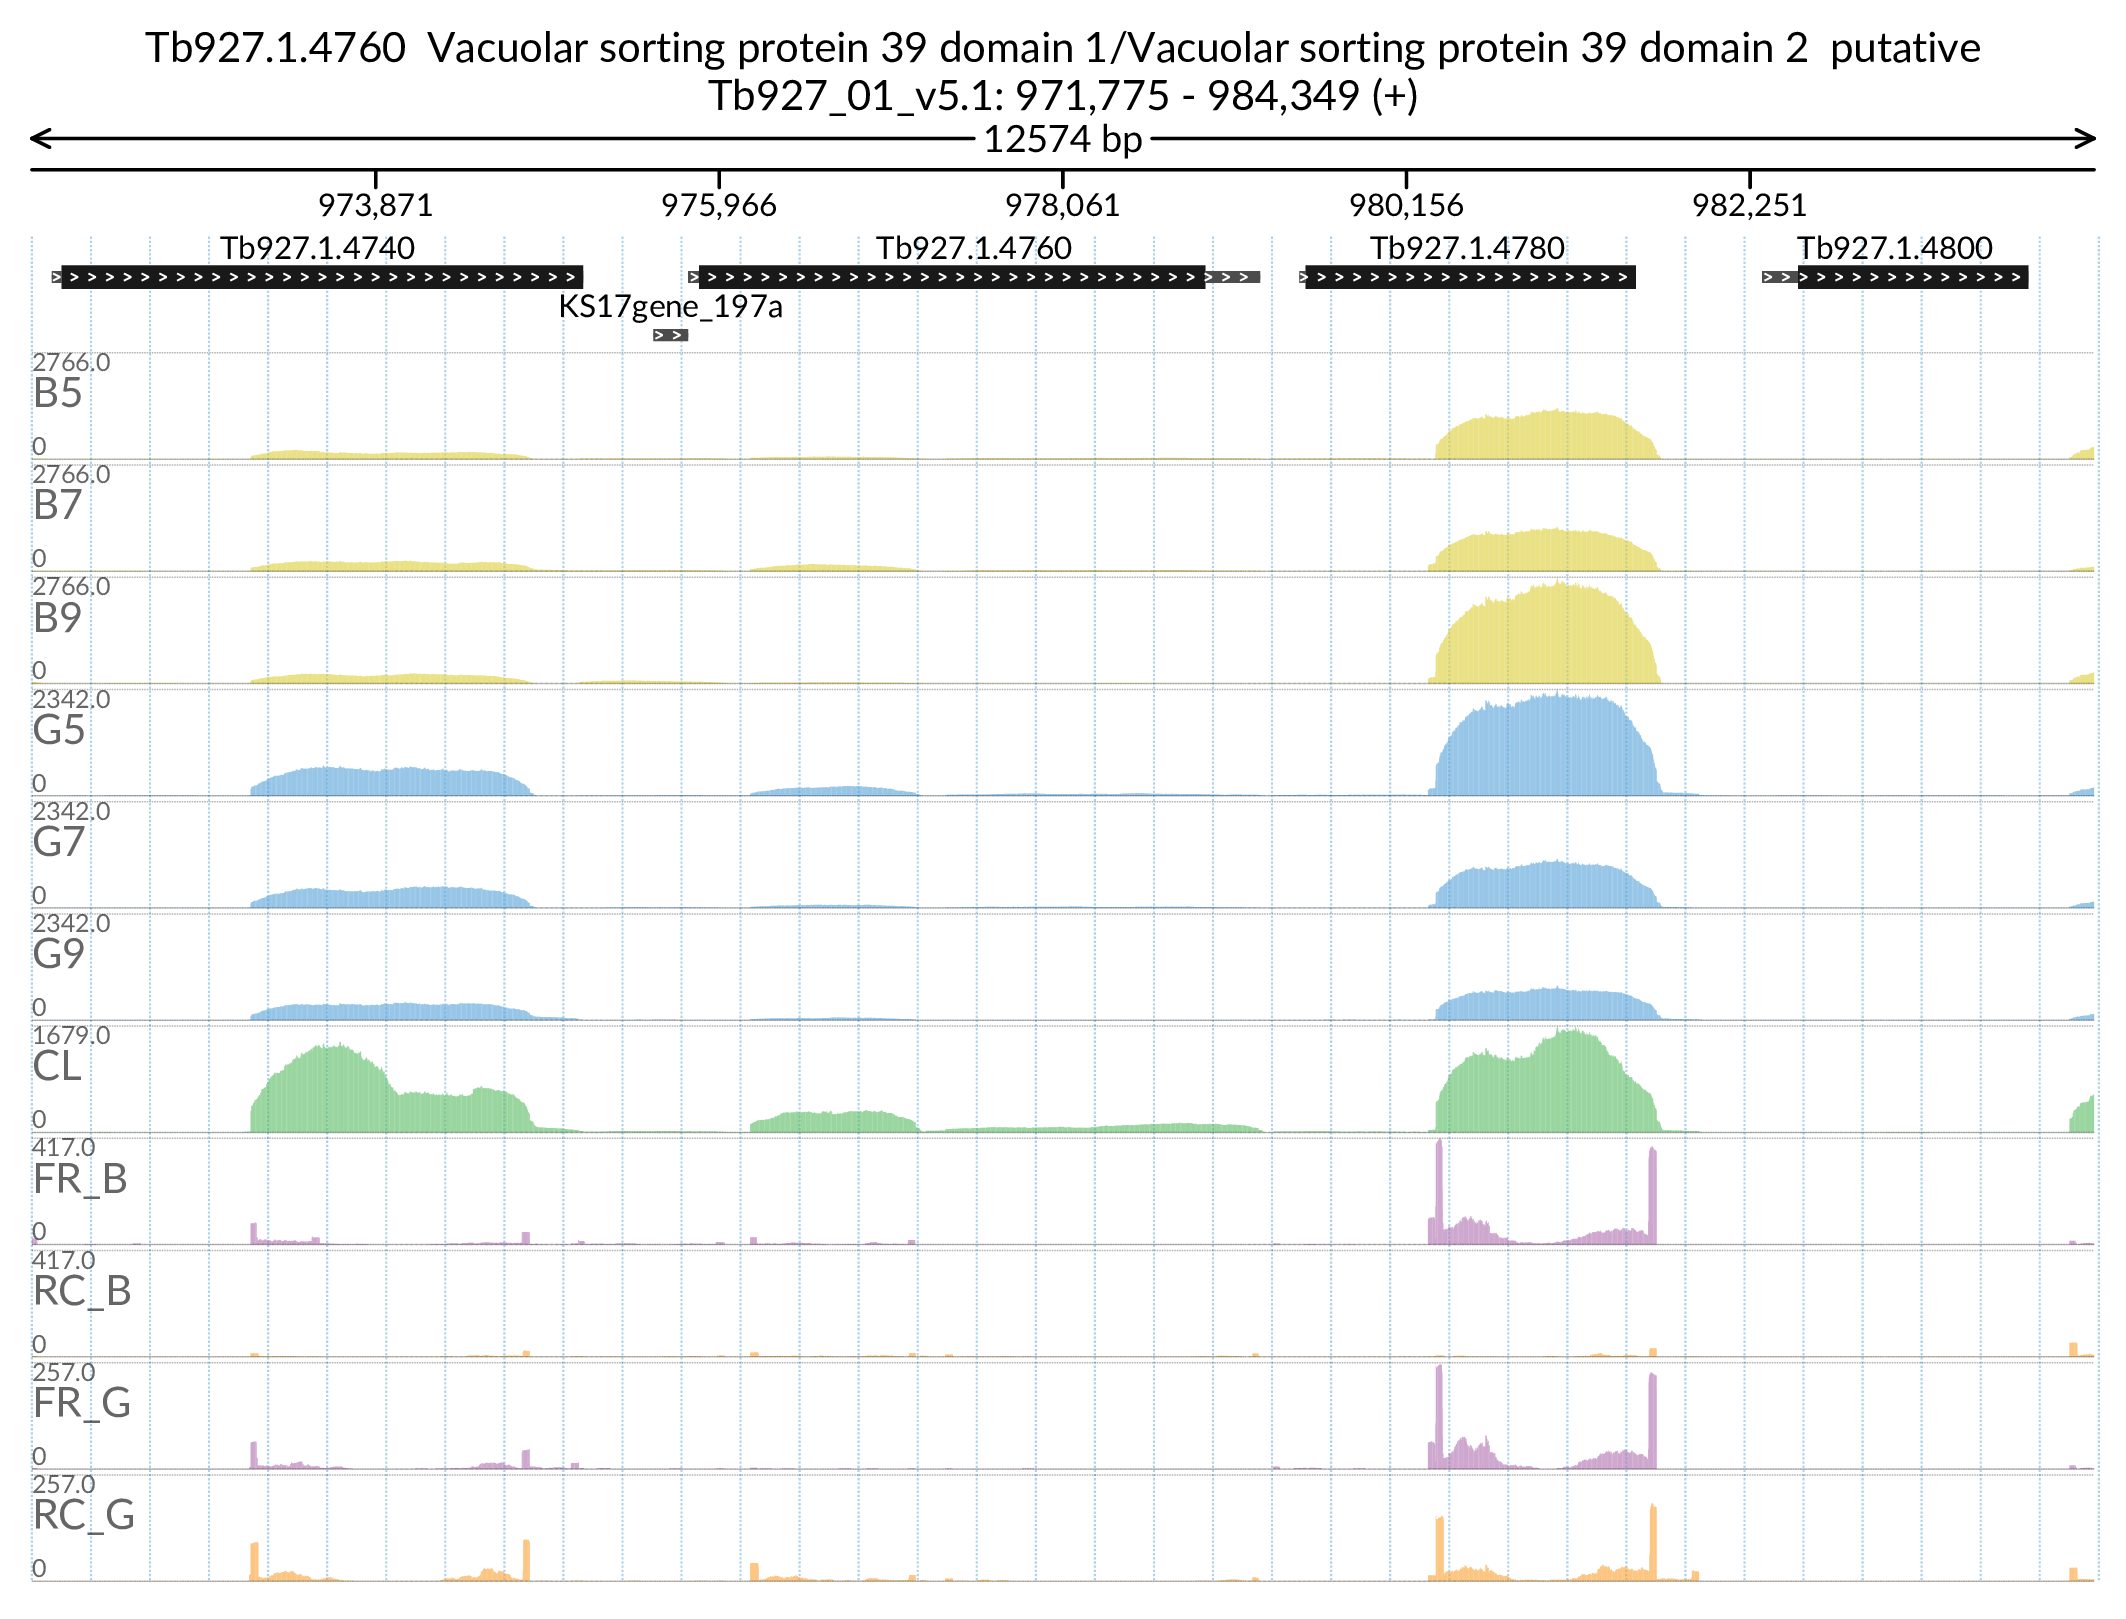 Tb927.1.4760  Vacuolar sorting protein 39 domain 1/Vacuolar sorting protein 39 domain 2  putative
Tb927_01_v5.1: 971,775 - 984,349 (+)
12574 bp
973,871 975,966 978,061 980,156 982,251
Tb927.1.4740 Tb927.1.4760 Tb927.1.4780 Tb927.1.4800
KS17gene_197a
2766.0
B5
0
2766.0
B7
0
2766.0
B9
0
2342.0
G5
0
2342.0
G7
0
2342.0
G9
0
1679.0
CL
0
417.0
FR_B
0
417.0
RC_B
0
257.0
FR_G
0
257.0
RC_G
0